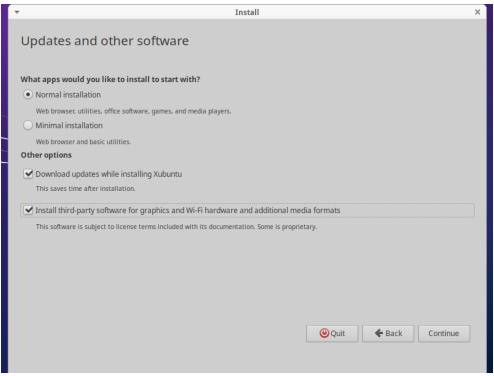 Install
Updates and other software
What apps would you like to install to start with?
Normal installation
Web browser, utilities, office software, games, and media players.
Minimal installation
Web browser and basic utilities.
Other options
Download updates while installing Xubuntu
This saves time after installation.
Install third-party software for graphics and Wi-Fi hardware and additional media formats
This software is subject to license terms included with its documentation. Some is proprietary.
Quit
Back
Continue